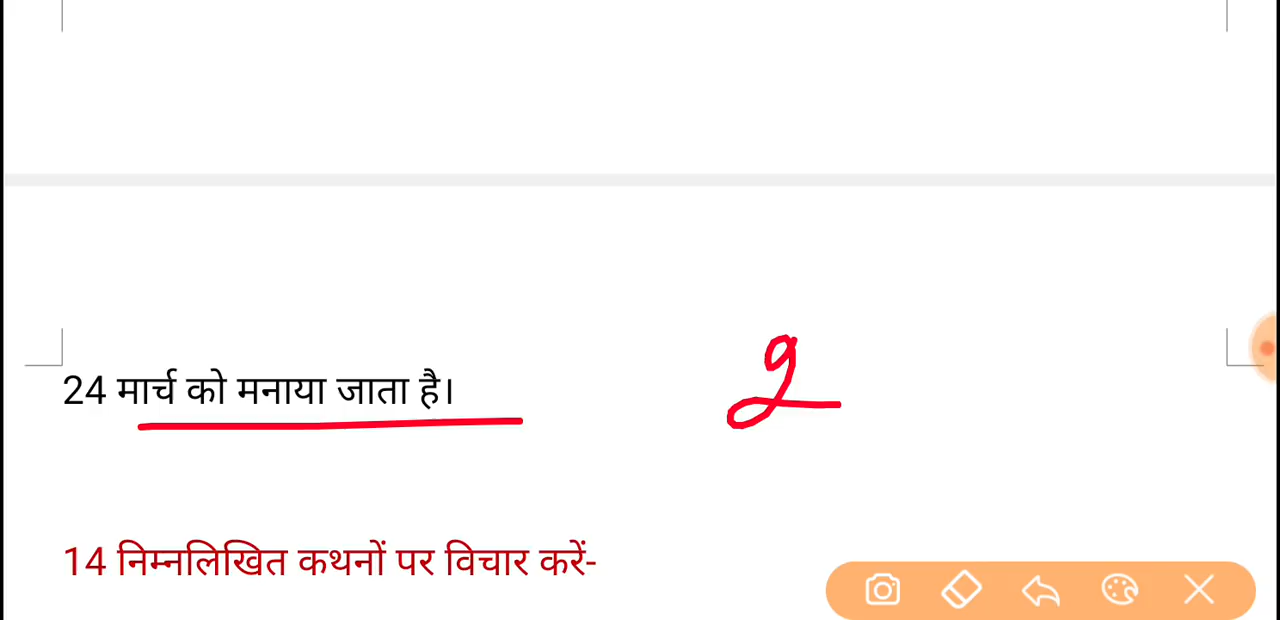 24 मार्च को मनाया जाता है।
2
14 निम्नलिखित कथनों पर विचार करें-